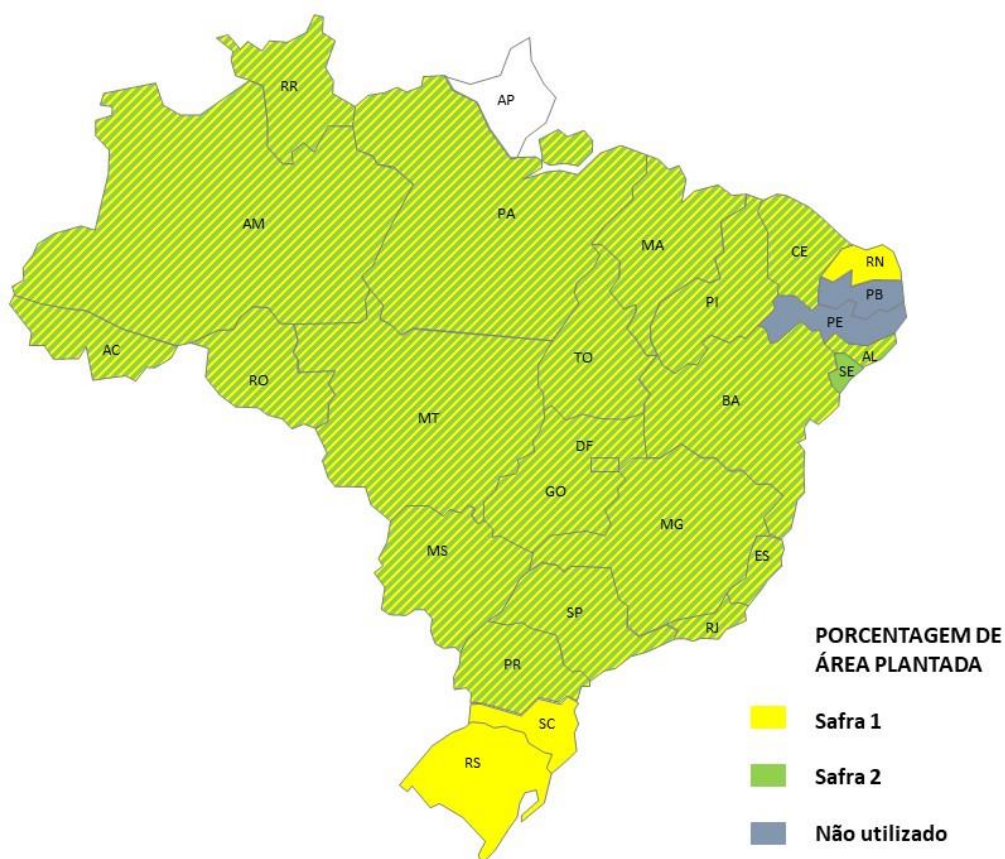 RR
AP
AM
PA
MA
CE
RN
PI
PB
PE
AC
TO
AL
RO
SE
BA
MT
DF
GO
MG
MS
ES
SP
RJ
PR
SC
RS
PORCENTAGEM DE
ÁREA PLANTADA
Safra 1
Safra 2
Não utilizado